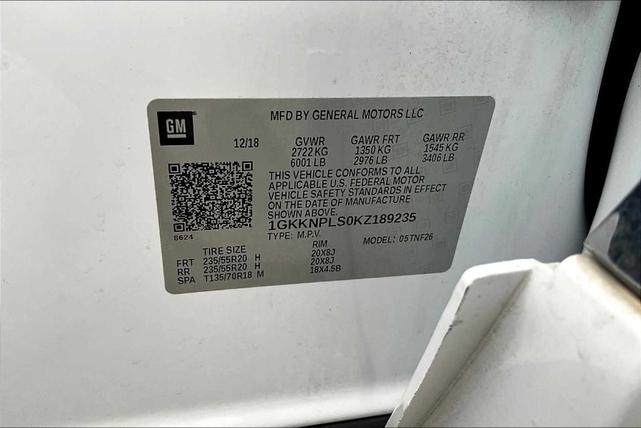 MFD BY GENERAL MOTORS LLC
GM
12/18 GVWR GAWR FRT GAWR RR
2722 KG 1350 KG 1545 KG
6001 LB 2976 LB 3406 LB
THIS VEHICLE CONFORMS TO ALL
APPLICABLE U.S. FEDERAL MOTOR
VEHICLE SAFETY STANDARDS IN EFFECT
ON THE DATE OF MANUFACTURE
SHOWN ABOVE.
1GKKNPLS0KZ189235
8624
TYPE: M.P.V. MODEL: 05TNF26
TIRE SIZE RIM
FRT 235/55R20 H 20X8J
RR 235/55R20 H 20X8J
SPA T135/70R18 M 18X4.5B